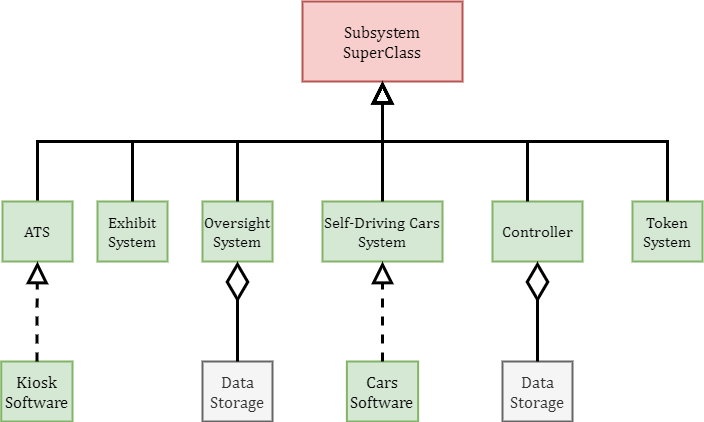 Subsystem
SuperClass
ATS
Exhibit
System
Oversight
System
Self-Driving Cars
System
Controller
Token
System
Kiosk
Software
Data
Storage
Cars
Software
Data
Storage